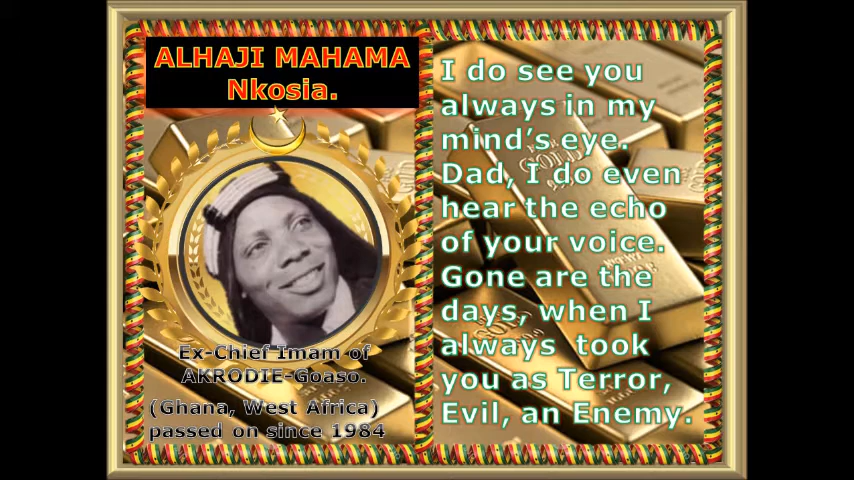 ALHAJI MAHAMA
Nkosia.
Ex-Chief Imam of
AKRODIE-Goaso.
(Ghana, West Africa)
passed on since 1984
I do see you
always in my
mind’s eye.
Dad, I do even
hear the echo
of your voice.
Gone are the
days, when I
always took
you as Terror,
Evil, an Enemy.